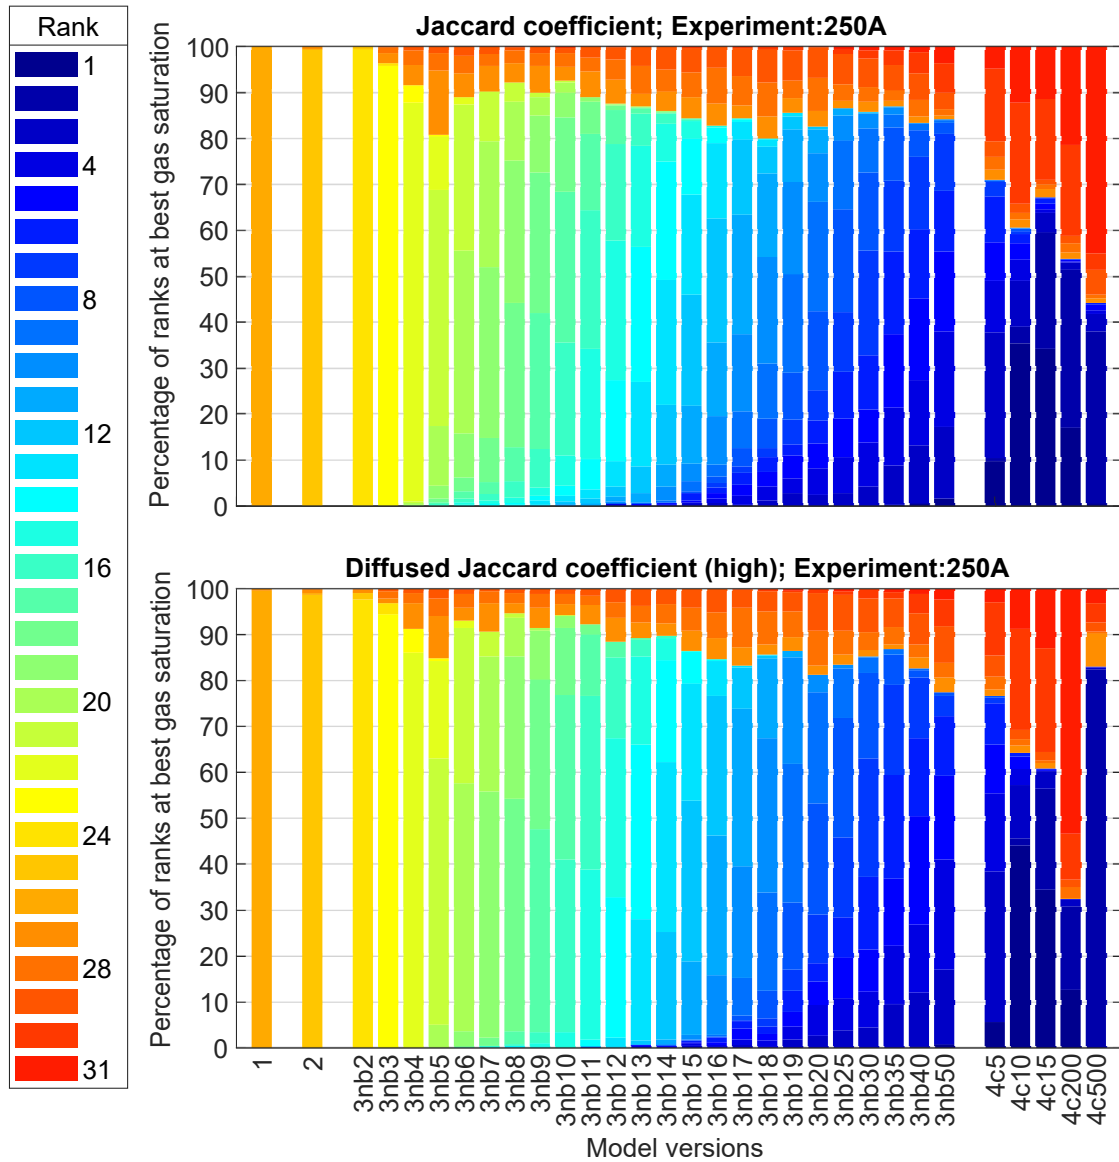 Rank
1
4
8
12
16
20
24
28
31
Jaccard coefficient; Experiment:250A
Percentage of ranks at best gas saturation
100
90
80
70
60
50
40
30
20
10
0
Diffused Jaccard coefficient (high); Experiment:250A
Percentage of ranks at best gas saturation
100
90
80
70
60
50
40
30
20
10
0
1
2
3nb2
3nb3
3nb4
3nb5
3nb6
3nb7
3nb8
3nb9
3nb10
3nb11
3nb12
3nb13
3nb14
3nb15
3nb16
3nb17
3nb18
3nb19
3nb20
3nb25
3nb30
3nb35
3nb40
3nb50
4c5
4c10
4c15
4c200
4c500
Model versions